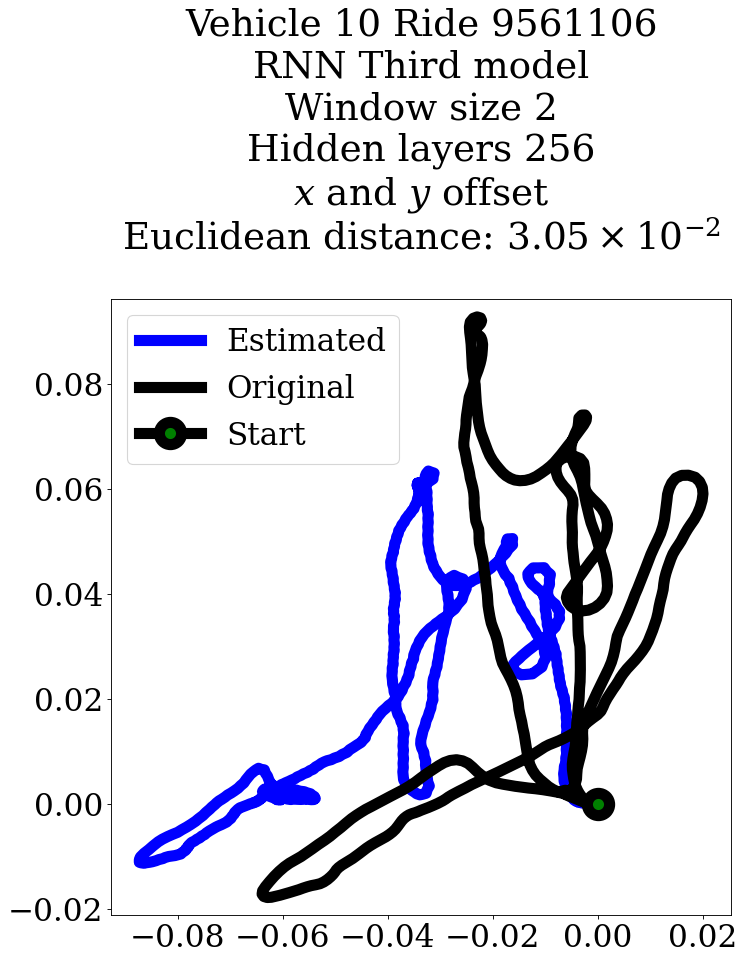 Vehicle 10 Ride 9561106
RNN Third model
Window size 2
Hidden layers 256
x and y offset
Euclidean distance: 3.05 × 10⁻²
Estimated
Original
Start
0.08
0.06
0.04
0.02
0.00
−0.02
−0.08 −0.06 −0.04 −0.02 0.00 0.02